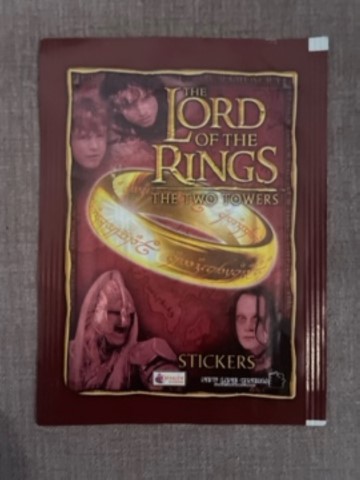 THE
LORD
OF THE
RINGS
THE TWO TOWERS
STICKERS